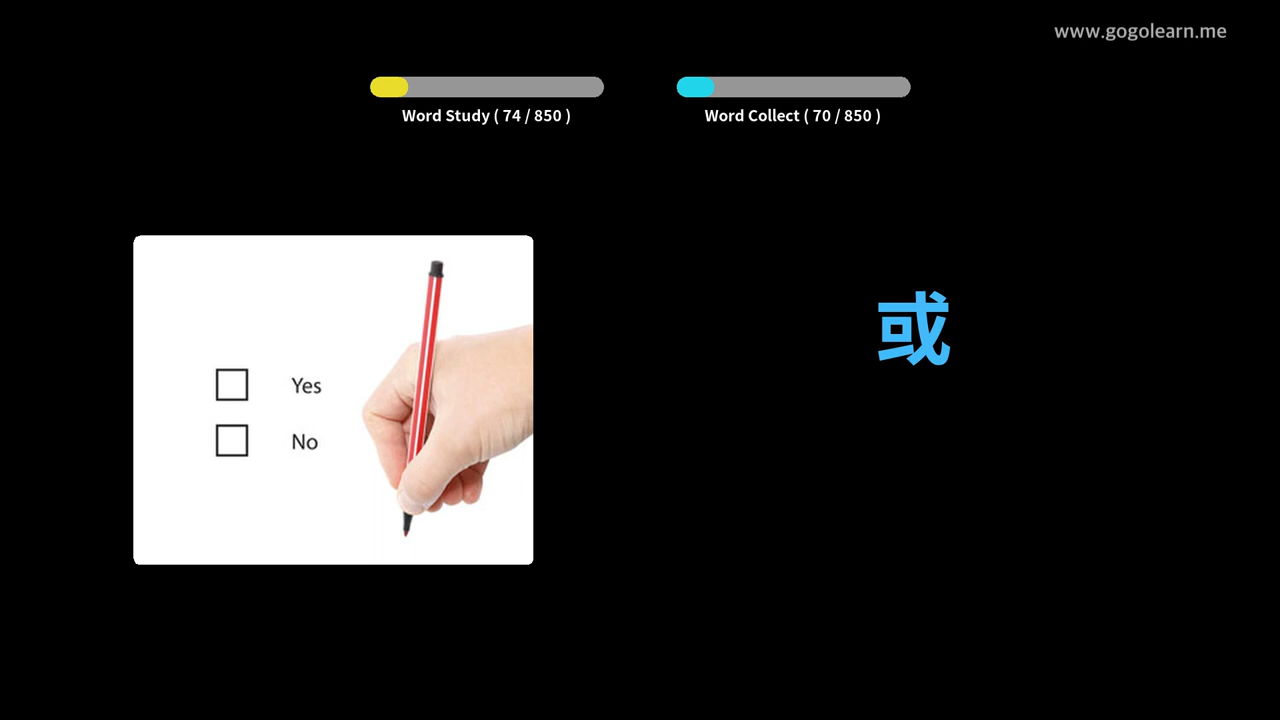 www.gogolearn.me
Word Study ( 74 / 850 )
Word Collect ( 70 / 850 )
Yes
No
或